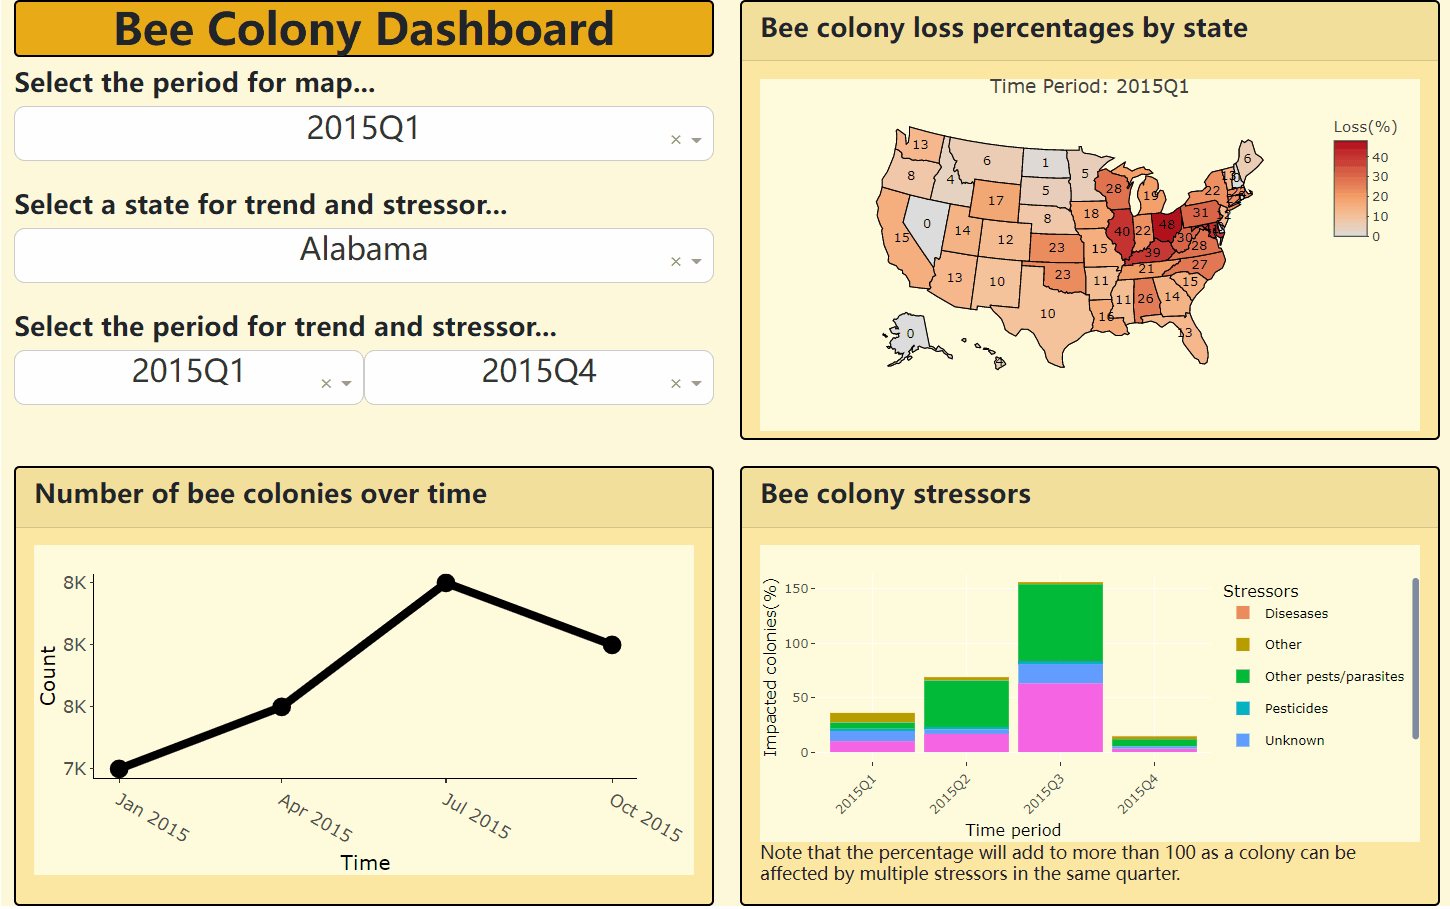 Bee Colony Dashboard
Select the period for map...
2015Q1
×
Select a state for trend and stressor...
Alabama
×
Select the period for trend and stressor...
2015Q1
×
2015Q4
×
Bee colony loss percentages by state
Time Period: 2015Q1
Loss(%)
40
30
20
10
0
13
6
1
5
6
8
4
5
28
19
22
17
8
18
31
0
15
14
12
23
15
40
22
48
30
28
39
27
13
10
23
11
21
15
10
16
11
26
14
13
0
4
Number of bee colonies over time
8K
8K
8K
7K
Count
Jan 2015
Apr 2015
Jul 2015
Oct 2015
Time
Bee colony stressors
Impacted colonies(%)
150
100
50
0
2015Q1
2015Q2
2015Q3
2015Q4
Time period
Stressors
Diseases
Other
Other pests/parasites
Pesticides
Unknown
Note that the percentage will add to more than 100 as a colony can be
affected by multiple stressors in the same quarter.